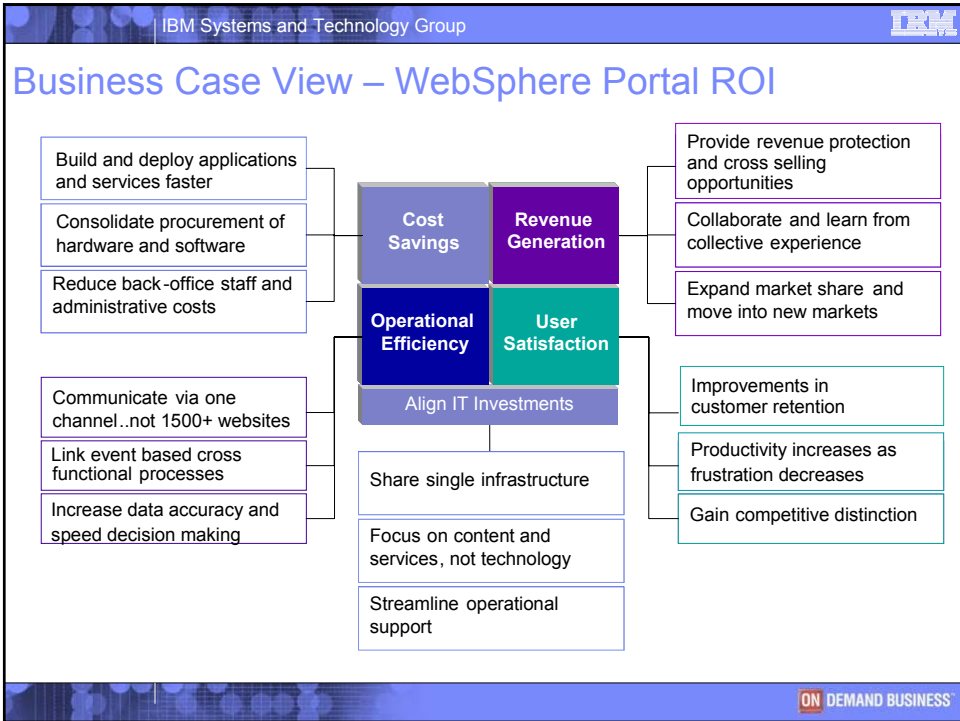 IBM Systems and Technology Group
IBM
Business Case View – WebSphere Portal ROI
Build and deploy applications
and services faster
Consolidate procurement of
hardware and software
Reduce back-office staff and
administrative costs
Cost
Savings
Revenue
Generation
Operational
Efficiency
User
Satisfaction
Align IT Investments
Provide revenue protection
and cross selling
opportunities
Collaborate and learn from
collective experience
Expand market share and
move into new markets
Communicate via one
channel..not 1500+ websites
Link event based cross
functional processes
Increase data accuracy and
speed decision making
Share single infrastructure
Focus on content and
services, not technology
Streamline operational
support
Improvements in
customer retention
Productivity increases as
frustration decreases
Gain competitive distinction
ON DEMAND BUSINESS™